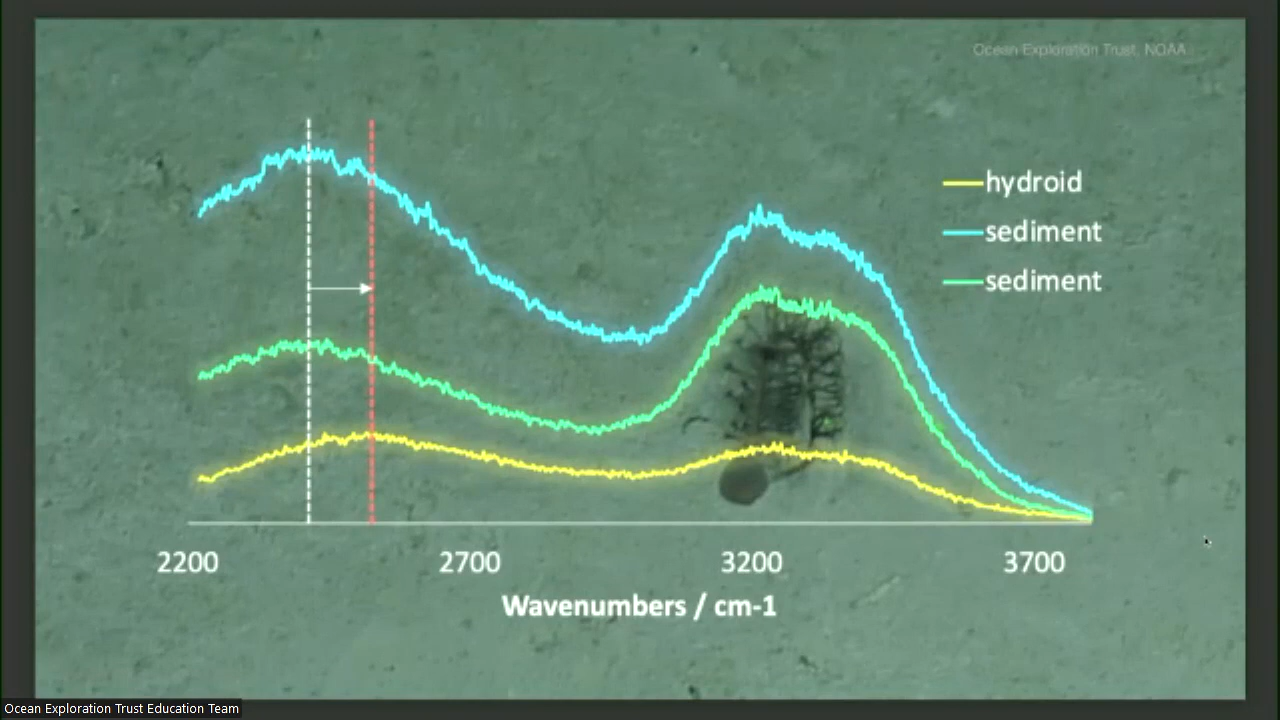 Ocean Exploration Trust, NOAA
hydroid
sediment
sediment
2200 2700 3200 3700
Wavenumbers / cm-1
Ocean Exploration Trust Education Team